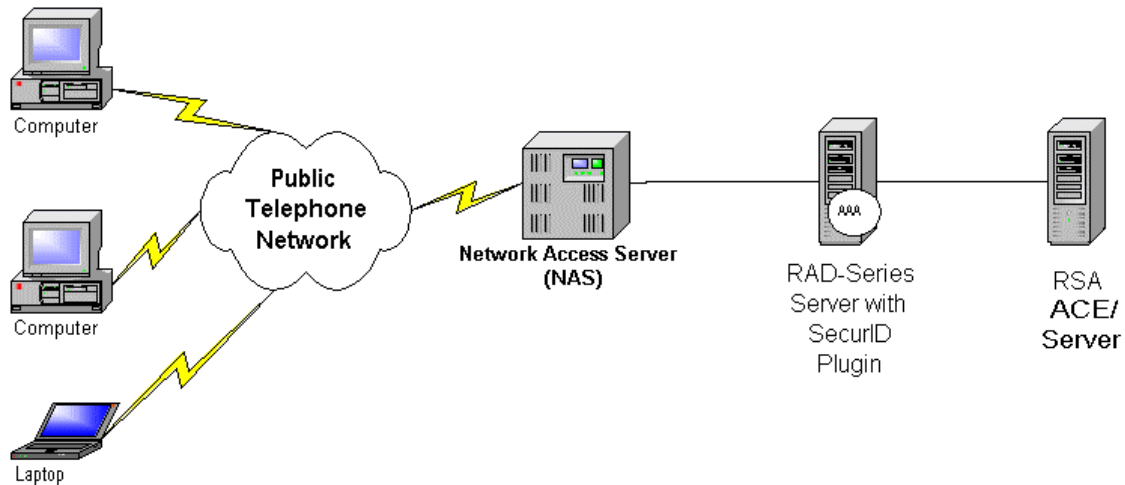 Computer
Public
Telephone
Network
Computer
Laptop
Network Access Server
(NAS)
AAA
RAD-Series
Server with
SecurID
Plugin
RSA
ACE/
Server